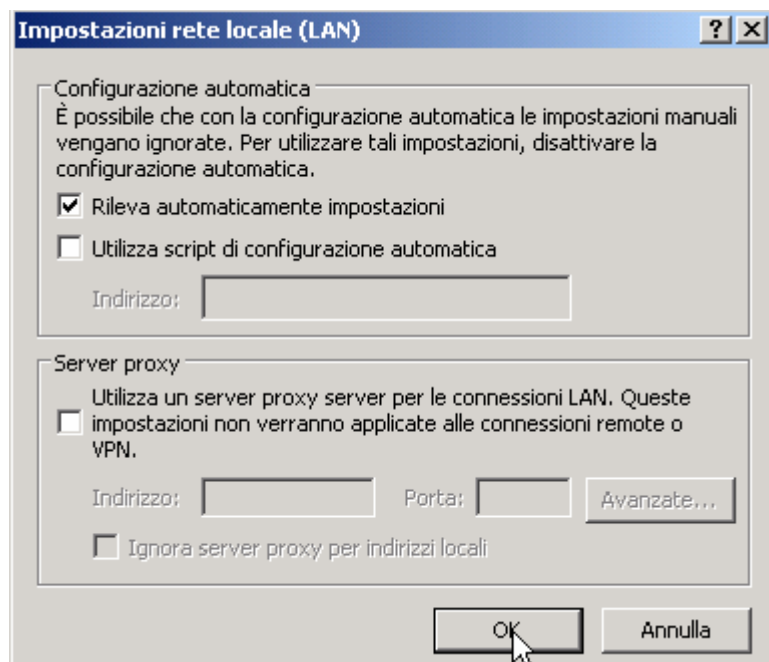 Impostazioni rete locale (LAN)
Configurazione automatica
È possibile che con la configurazione automatica le impostazioni manuali
vengano ignorate. Per utilizzare tali impostazioni, disattivare la
configurazione automatica.
Rileva automaticamente impostazioni
Utilizza script di configurazione automatica
Indirizzo:
Server proxy
Utilizza un server proxy server per le connessioni LAN. Queste
impostazioni non verranno applicate alle connessioni remote o
VPN.
Indirizzo: Porta: Avanzate...
Ignora server proxy per indirizzi locali
OK Annulla